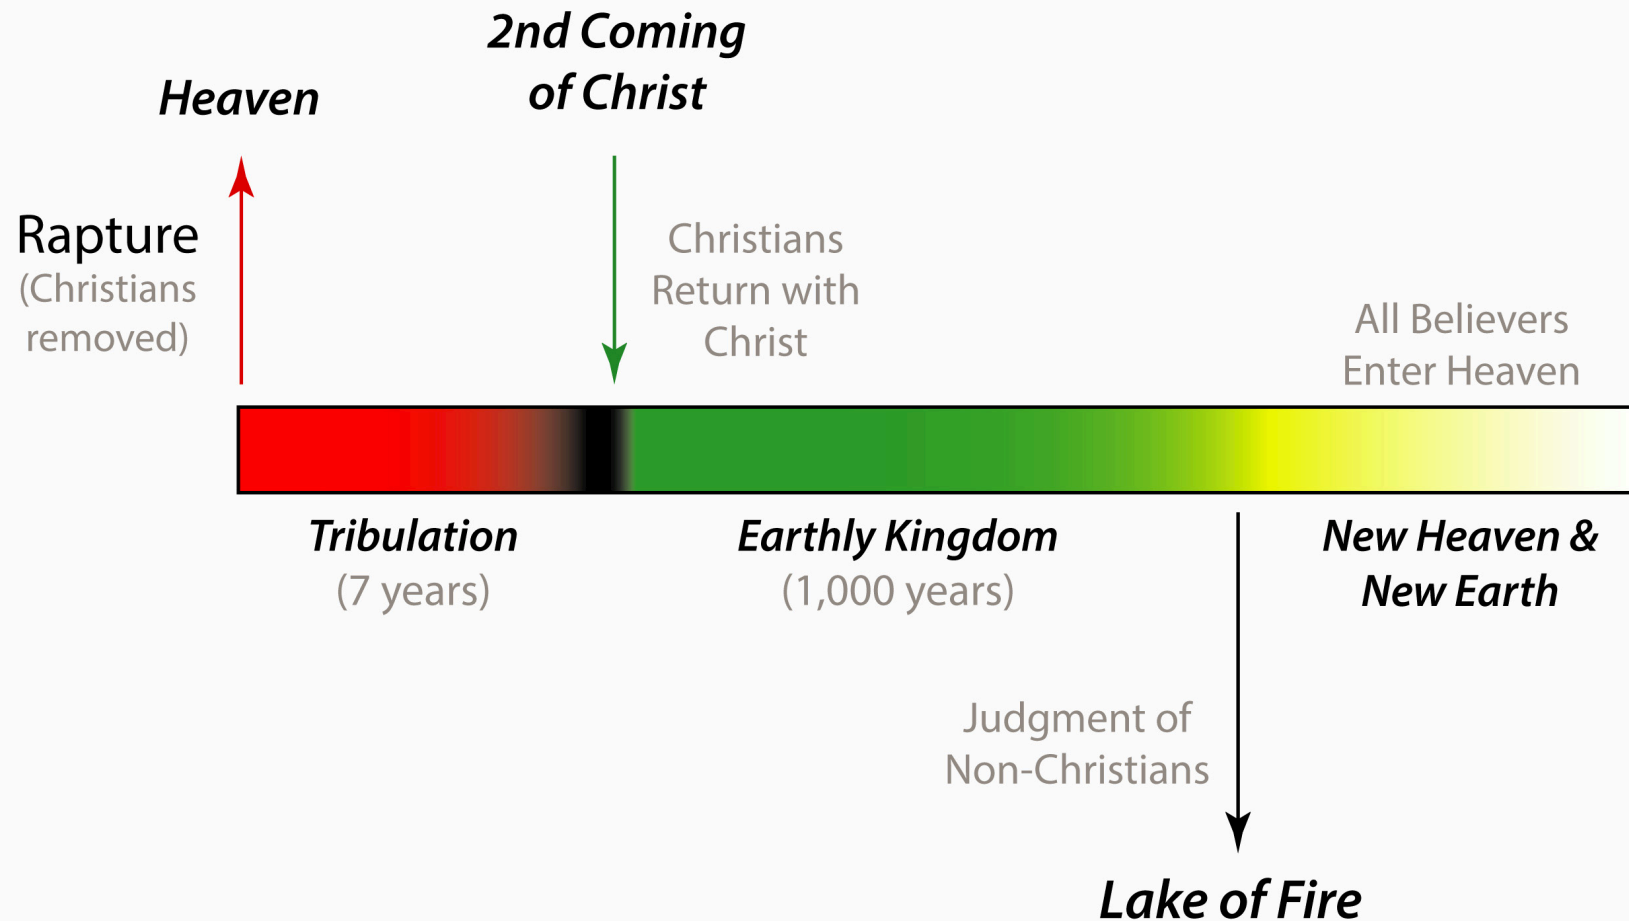 2nd Coming
of Christ
Heaven
Rapture
(Christians
removed)
Christians
Return with
Christ
All Believers
Enter Heaven
Tribulation
(7 years)
Earthly Kingdom
(1,000 years)
New Heaven &
New Earth
Judgment of
Non-Christians
Lake of Fire